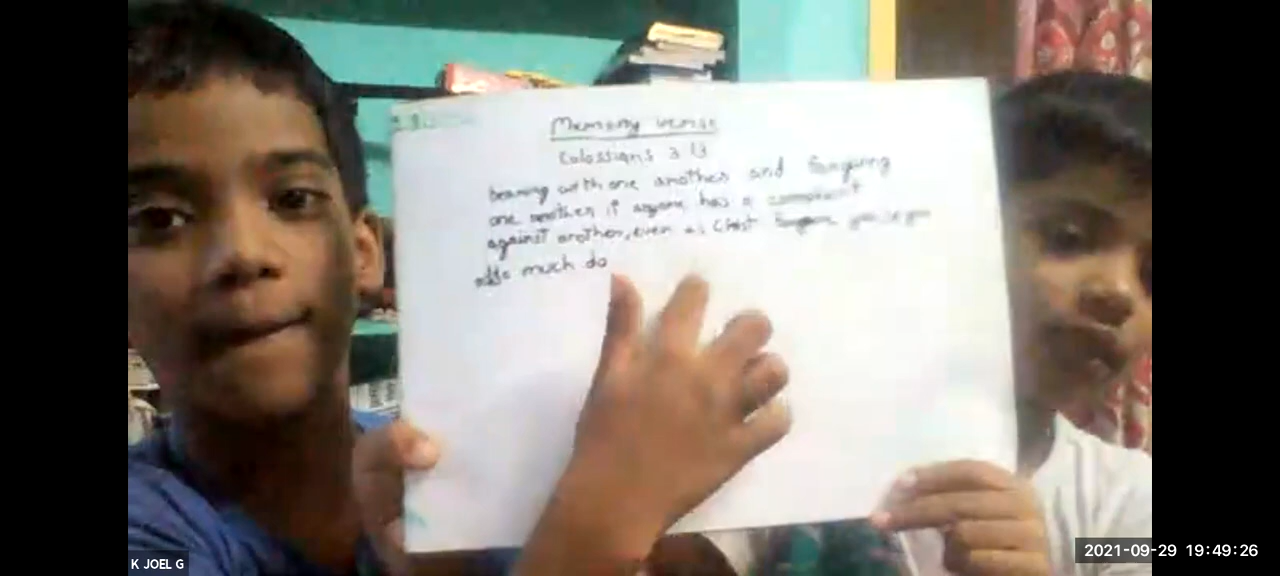 Memory verse
Colossians 3 13
bearing with one another and forgiving
one another, if anyone has a complaint
against another, even as Christ
also much do
K JOEL G
2021-09-29 19:49:26